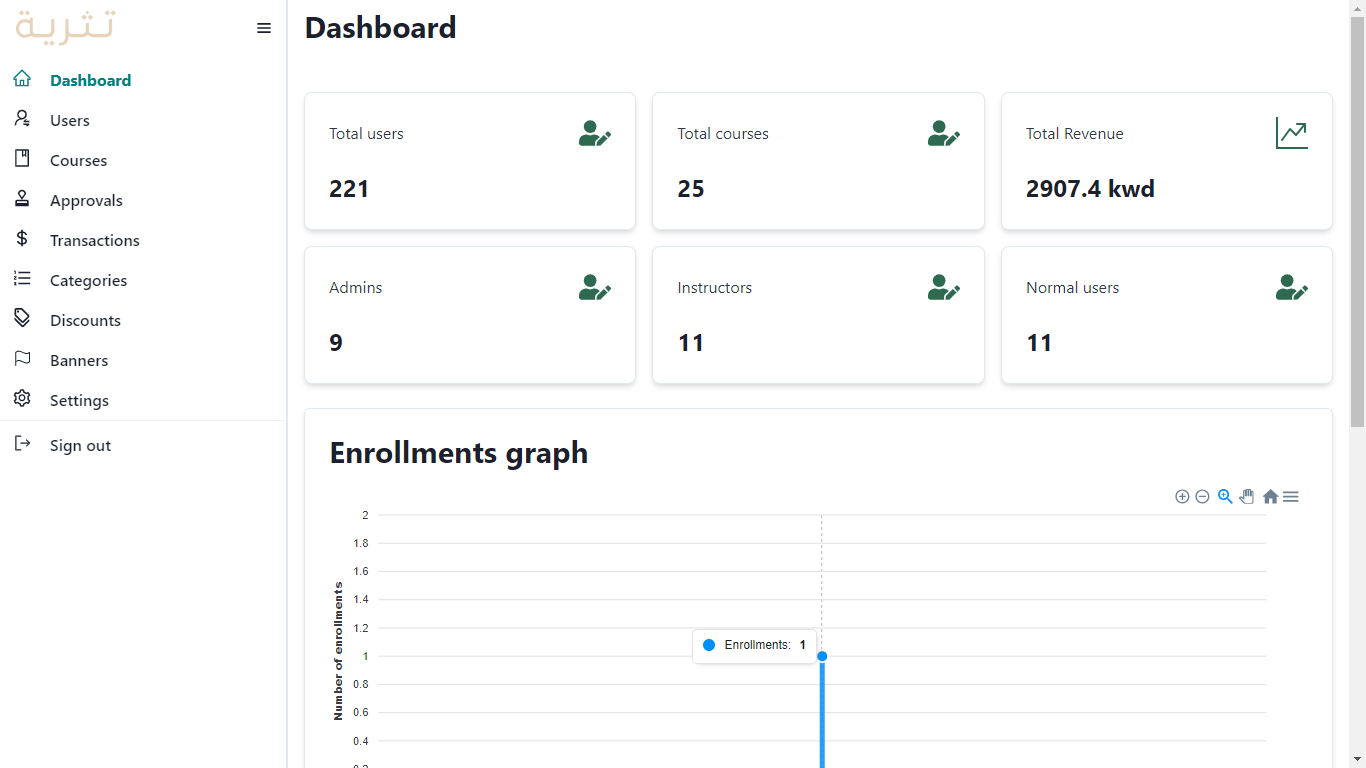 تثرية
Dashboard
Users
Courses
Approvals
Transactions
Categories
Discounts
Banners
Settings
Sign out
Dashboard
Total users
221
Total courses
25
Total Revenue
2907.4 kwd
Admins
9
Instructors
11
Normal users
11
Enrollments graph
Number of enrollments
2
1.8
1.6
1.4
1.2
1
0.8
0.6
0.4
Enrollments: 1